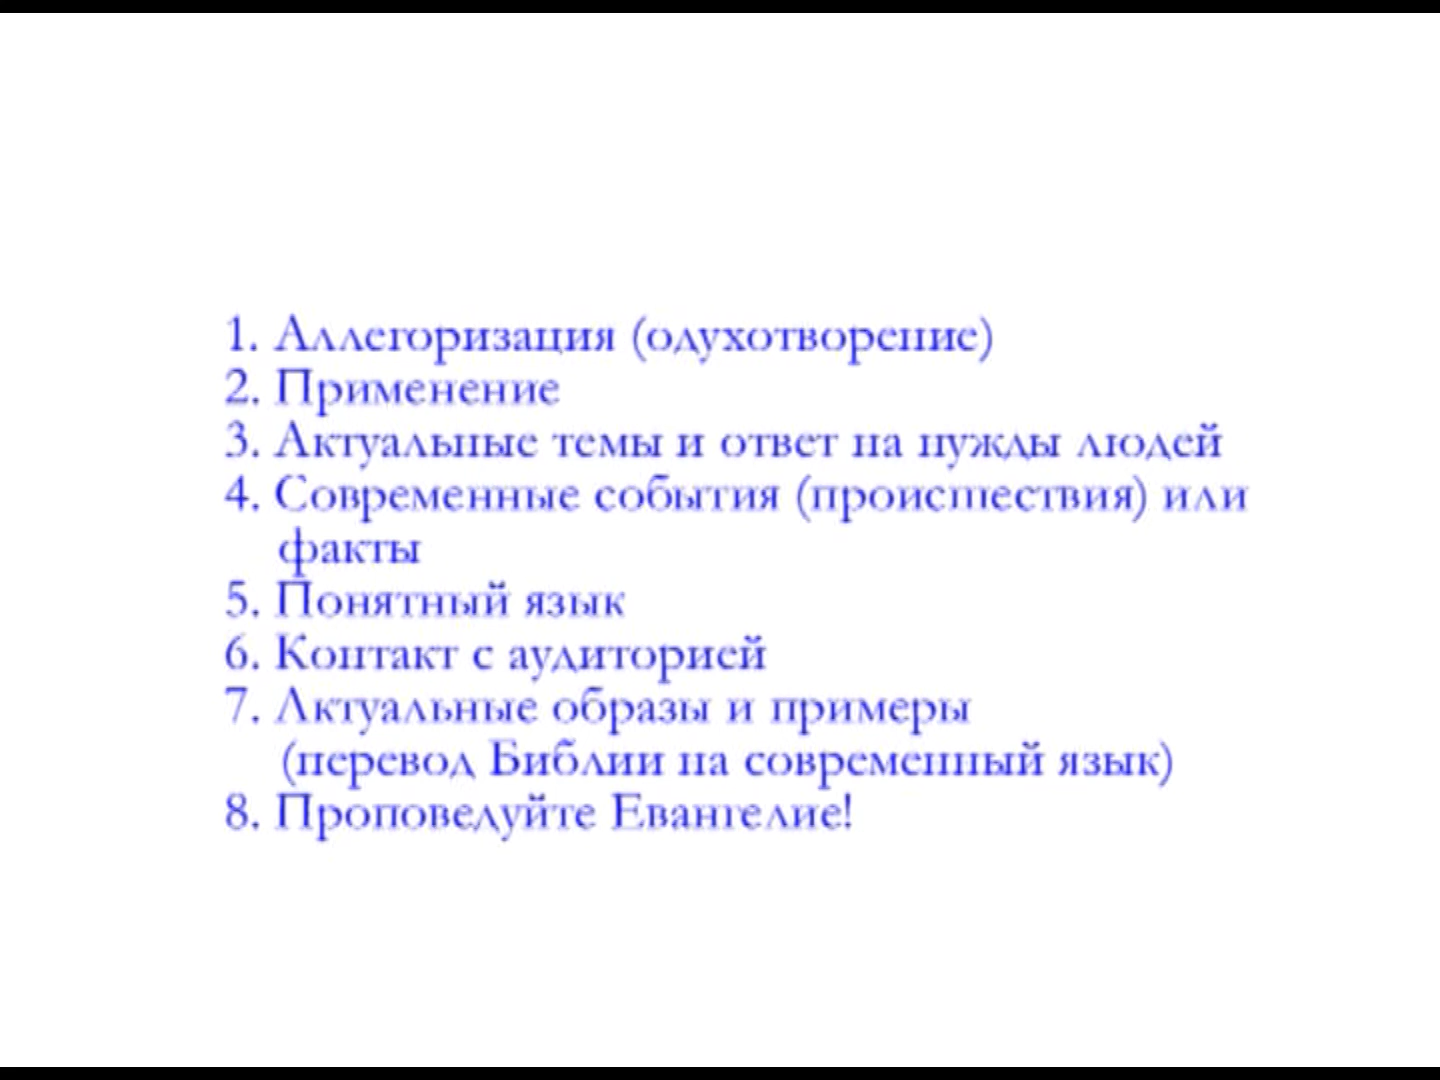 1. Аллегоризация (одухотворение)
2. Применение
3. Актуальные темы и ответ на нужды людей
4. Современные события (происшествия) или
факты
5. Понятный язык
6. Контакт с аудиторией
7. Актуальные образы и примеры
(перевод Библии на современный язык)
8. Проповедуйте Евангелие!